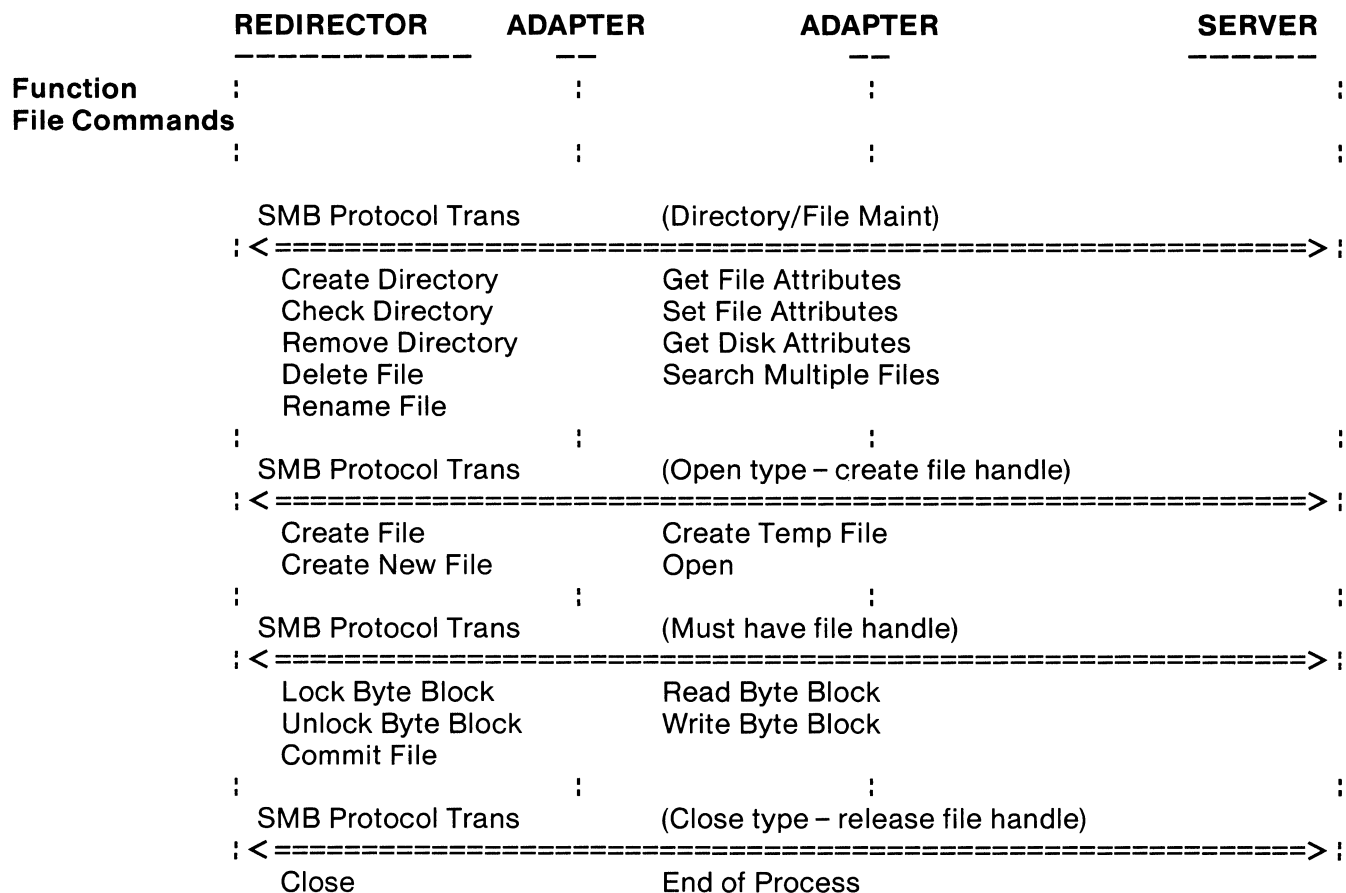 REDIRECTOR ADAPTER ADAPTER SERVER
Function
File Commands
SMB Protocol Trans (Directory/File Maint)
Create Directory Get File Attributes
Check Directory Set File Attributes
Remove Directory Get Disk Attributes
Delete File Search Multiple Files
Rename File
SMB Protocol Trans (Open type – create file handle)
Create File Create Temp File
Create New File Open
SMB Protocol Trans (Must have file handle)
Lock Byte Block Read Byte Block
Unlock Byte Block Write Byte Block
Commit File
SMB Protocol Trans (Close type – release file handle)
Close End of Process